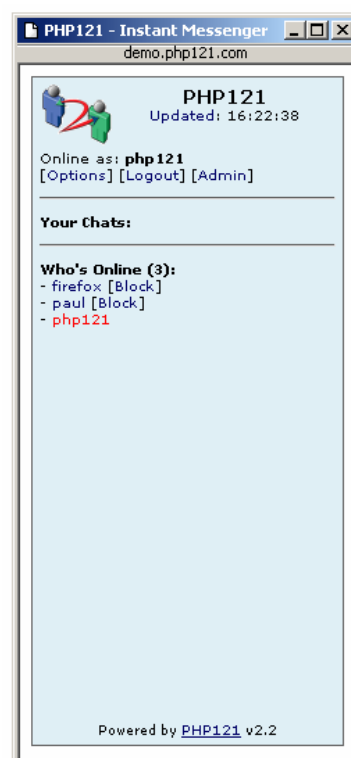 PHP121 - Instant Messenger
demo.php121.com
PHP121
Updated: 16:22:38
Online as: php121
[Options] [Logout] [Admin]
Your Chats:
Who's Online (3):
- firefox [Block]
- paul [Block]
- php121
Powered by PHP121 v2.2